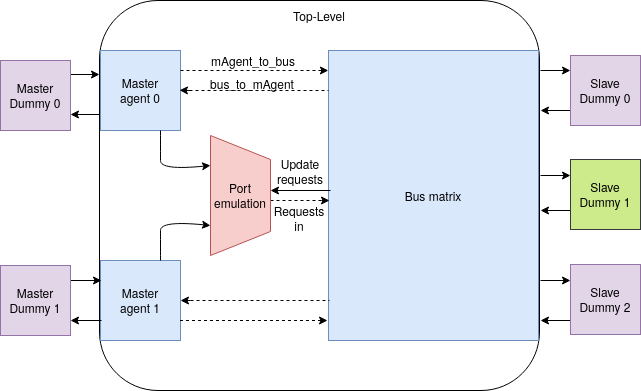 Top-Level
Master
Dummy 0
Master
agent 0
mAgent_to_bus
bus_to_mAgent
Slave
Dummy 0
Port
emulation
Update
requests
Requests
in
Bus matrix
Slave
Dummy 1
Master
Dummy 1
Master
agent 1
Slave
Dummy 2